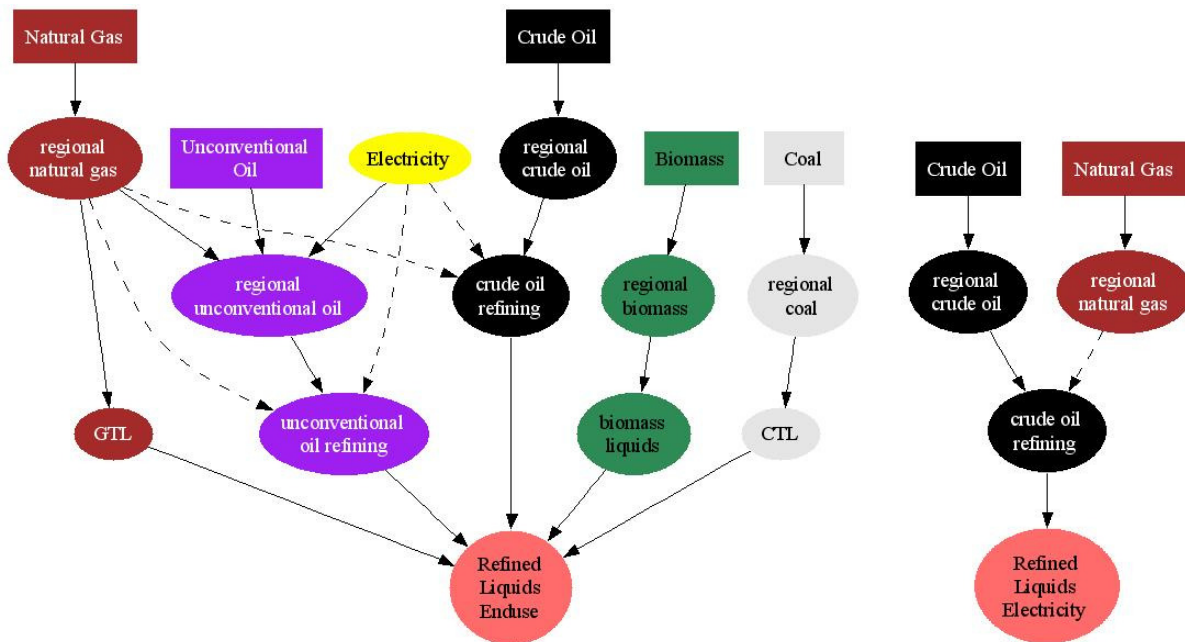 Natural Gas
Crude Oil
regional
natural gas
Unconventional
Oil
Electricity
regional
crude oil
Biomass
Coal
Crude Oil
Natural Gas
regional
unconventional oil
crude oil
refining
regional
biomass
regional
coal
regional
crude oil
regional
natural gas
GTL
unconventional
oil refining
biomass
liquids
CTL
crude oil
refining
Refined
Liquids
Enduse
Refined
Liquids
Electricity